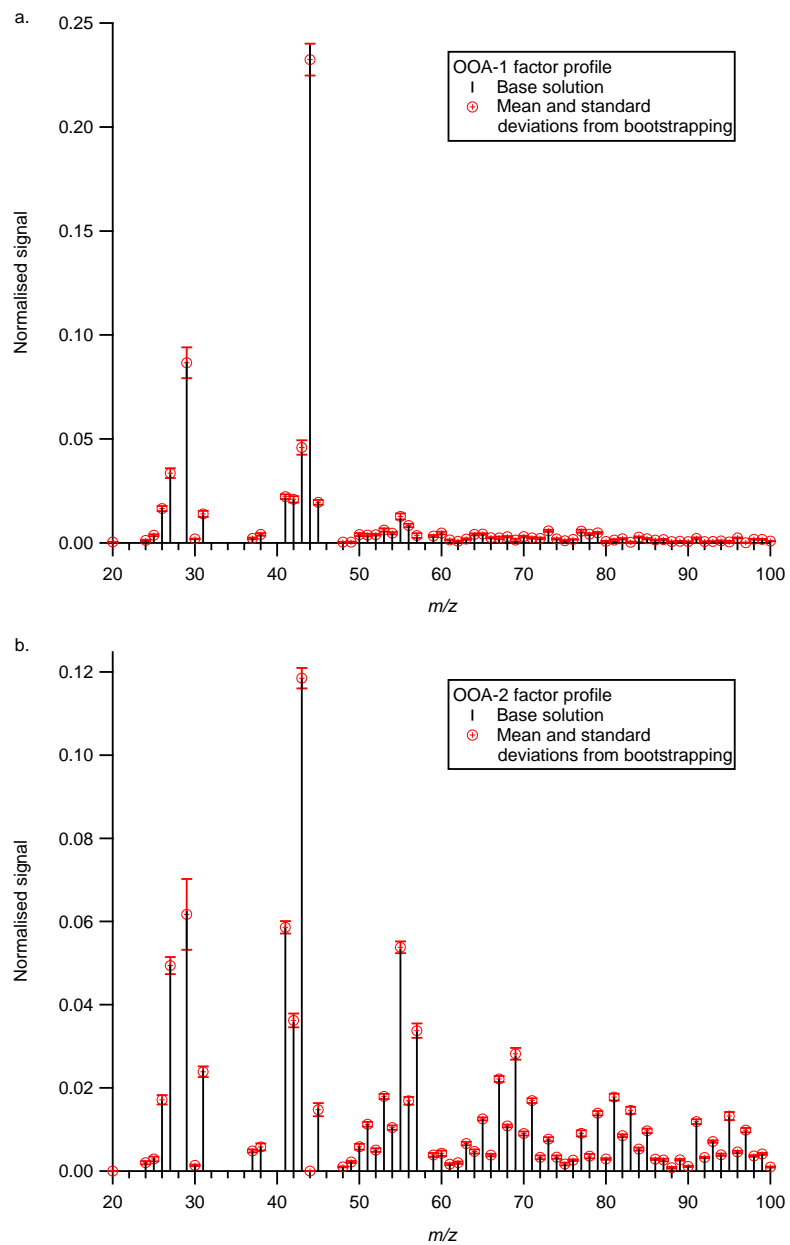 a.
0.25
0.20
0.15
0.10
0.05
0.00
Normalised signal
OOA-1 factor profile
Base solution
Mean and standard
deviations from bootstrapping
20 30 40 50 60 70 80 90 100
m/z
b.
0.12
0.10
0.08
0.06
0.04
0.02
0.00
Normalised signal
OOA-2 factor profile
Base solution
Mean and standard
deviations from bootstrapping
20 30 40 50 60 70 80 90 100
m/z